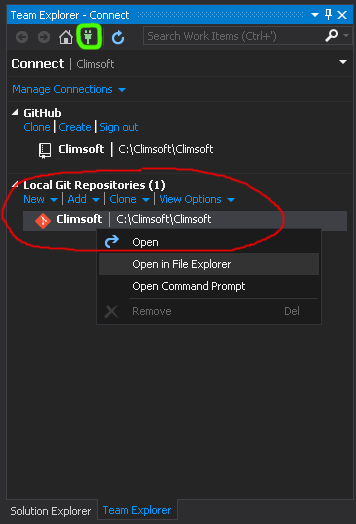 Team Explorer - Connect
Search Work Items (Ctrl+')
Connect | Climsoft
Manage Connections
GitHub
Clone | Create | Sign out
Climsoft | C:\Climsoft\Climsoft
Local Git Repositories (1)
New | Add | Clone | View Options
Climsoft | C:\Climsoft\Climsoft
Open
Open in File Explorer
Open Command Prompt
Remove Del
Solution Explorer Team Explorer